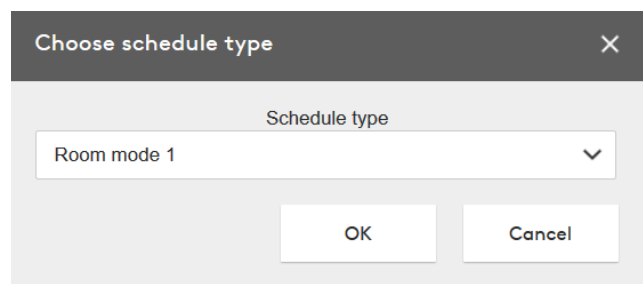 Choose schedule type
Schedule type
Room mode 1
OK
Cancel